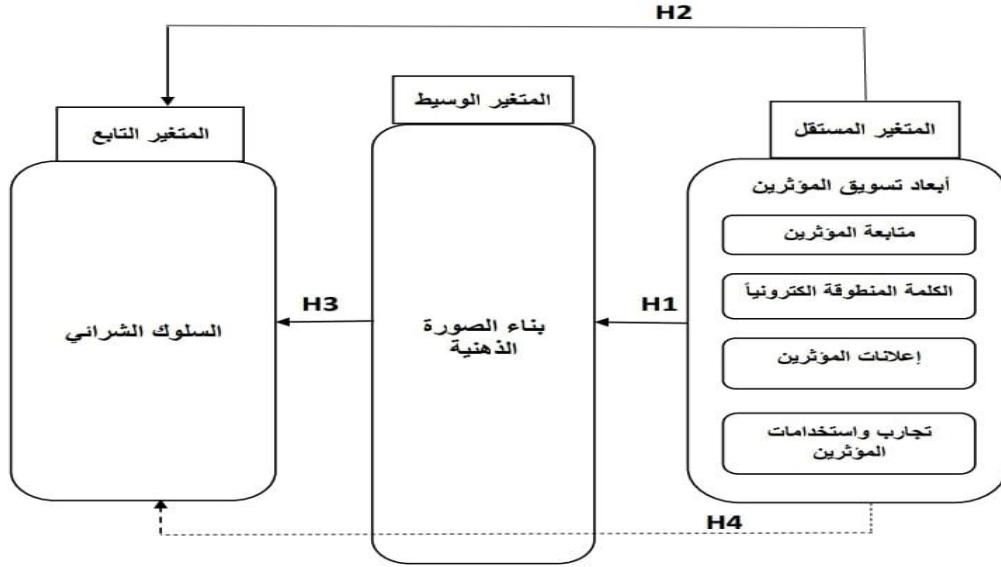 H2
المتغير المستقل
أبعاد تسويق المؤثرين
متابعة المؤثرين
الكلمة المنطوقة الكترونياً
إعلانات المؤثرين
تجارب واستخدامات
المؤثرين
H1
المتغير الوسيط
بناء الصورة
الذهنية
H3
المتغير التابع
السلوك الشرائي
H4